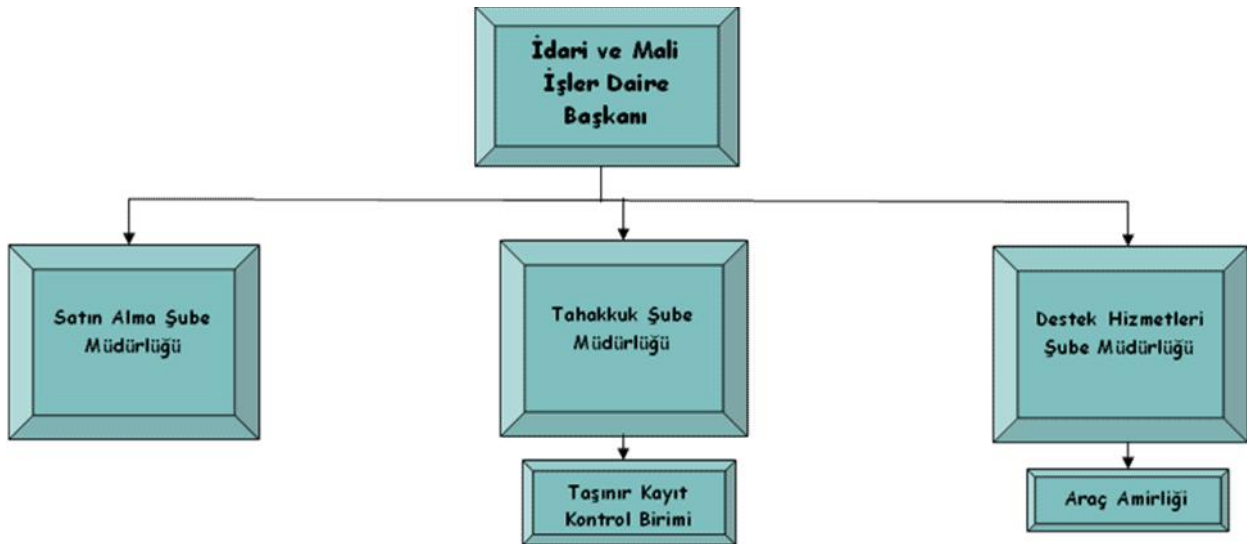 İdari ve Mali
İşler Daire
Başkanı
Satın Alma Şube
Müdürlüğü
Tahakkuk Şube
Müdürlüğü
Destek Hizmetleri
Şube Müdürlüğü
Taşınır Kayıt
Kontrol Birimi
Araç Amirliği